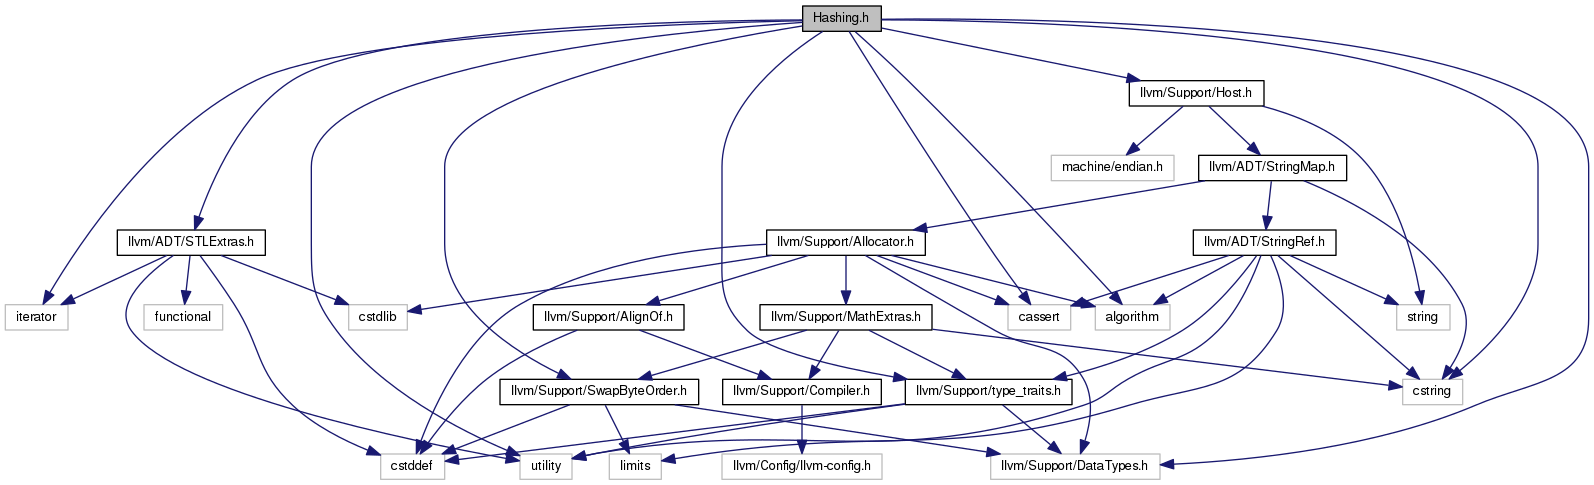 Hashing.h
llvm/Support/Host.h
machine/endian.h
llvm/ADT/StringMap.h
llvm/ADT/STLExtras.h
llvm/Support/Allocator.h
llvm/ADT/StringRef.h
iterator
functional
cstdlib
llvm/Support/AlignOf.h
llvm/Support/MathExtras.h
cassert
algorithm
string
llvm/Support/SwapByteOrder.h
llvm/Support/Compiler.h
llvm/Support/type_traits.h
cstring
cstddef
utility
limits
llvm/Config/llvm-config.h
llvm/Support/DataTypes.h